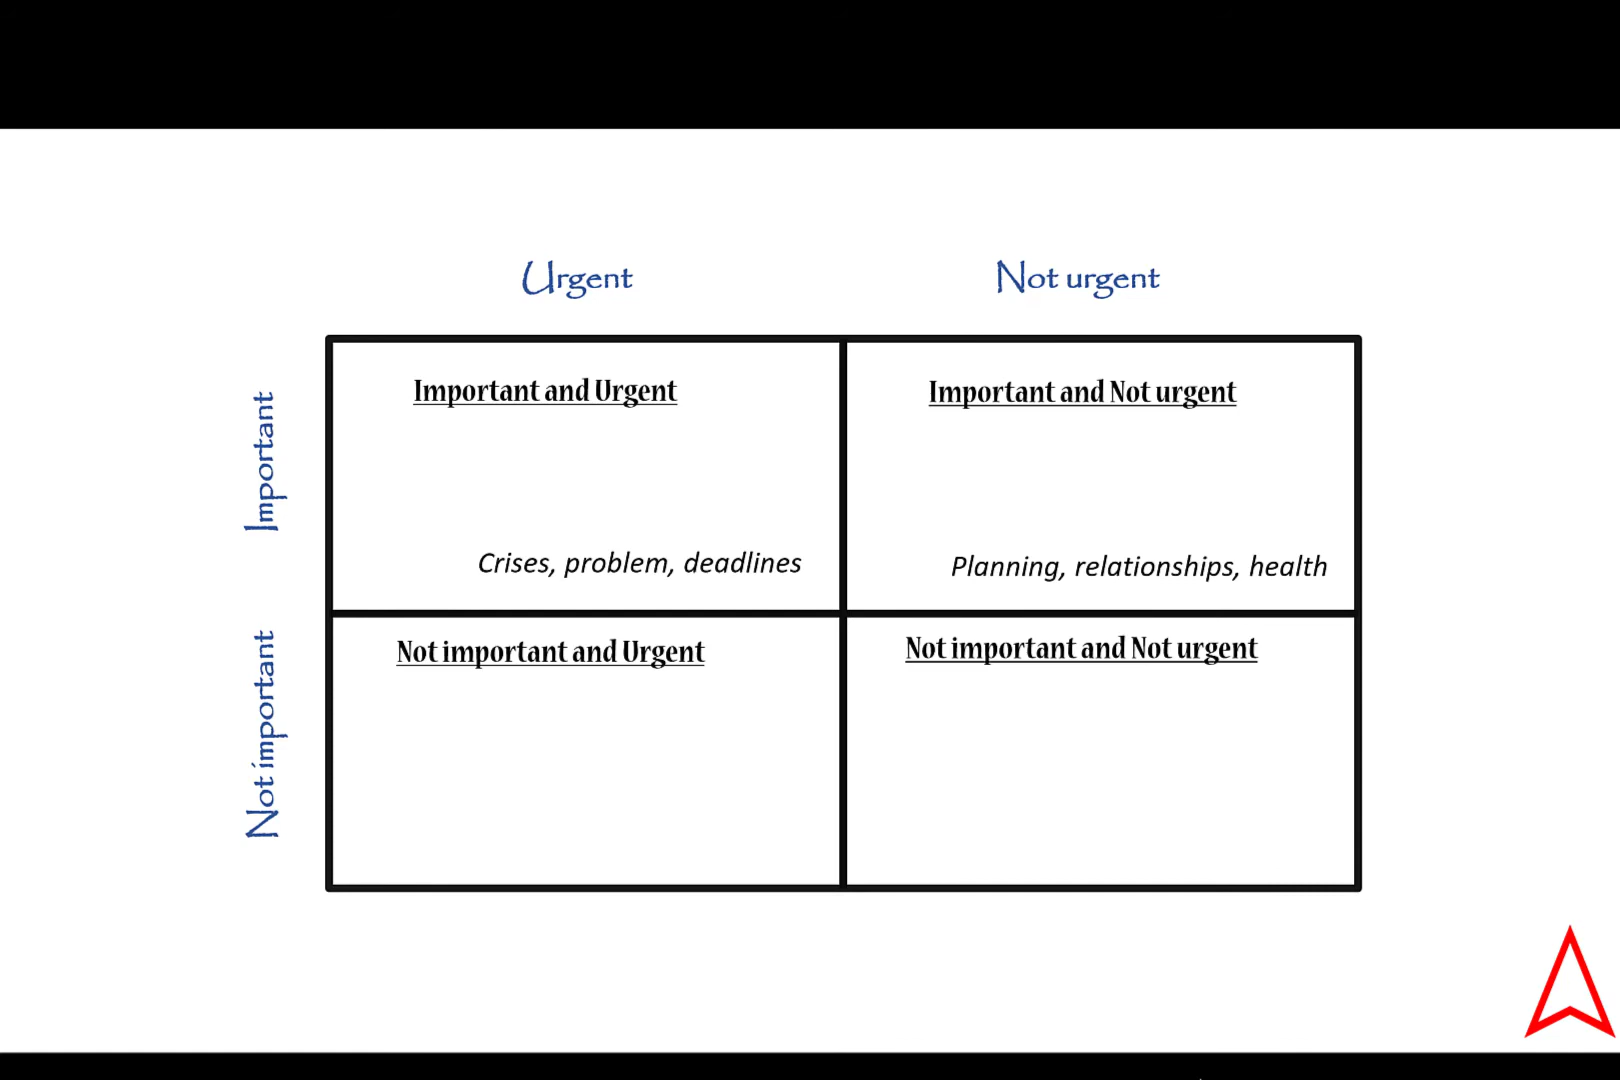 Urgent
Not urgent
Important
Important and Urgent
Important and Not urgent
Crises, problem, deadlines
Planning, relationships, health
Not important
Not important and Urgent
Not important and Not urgent